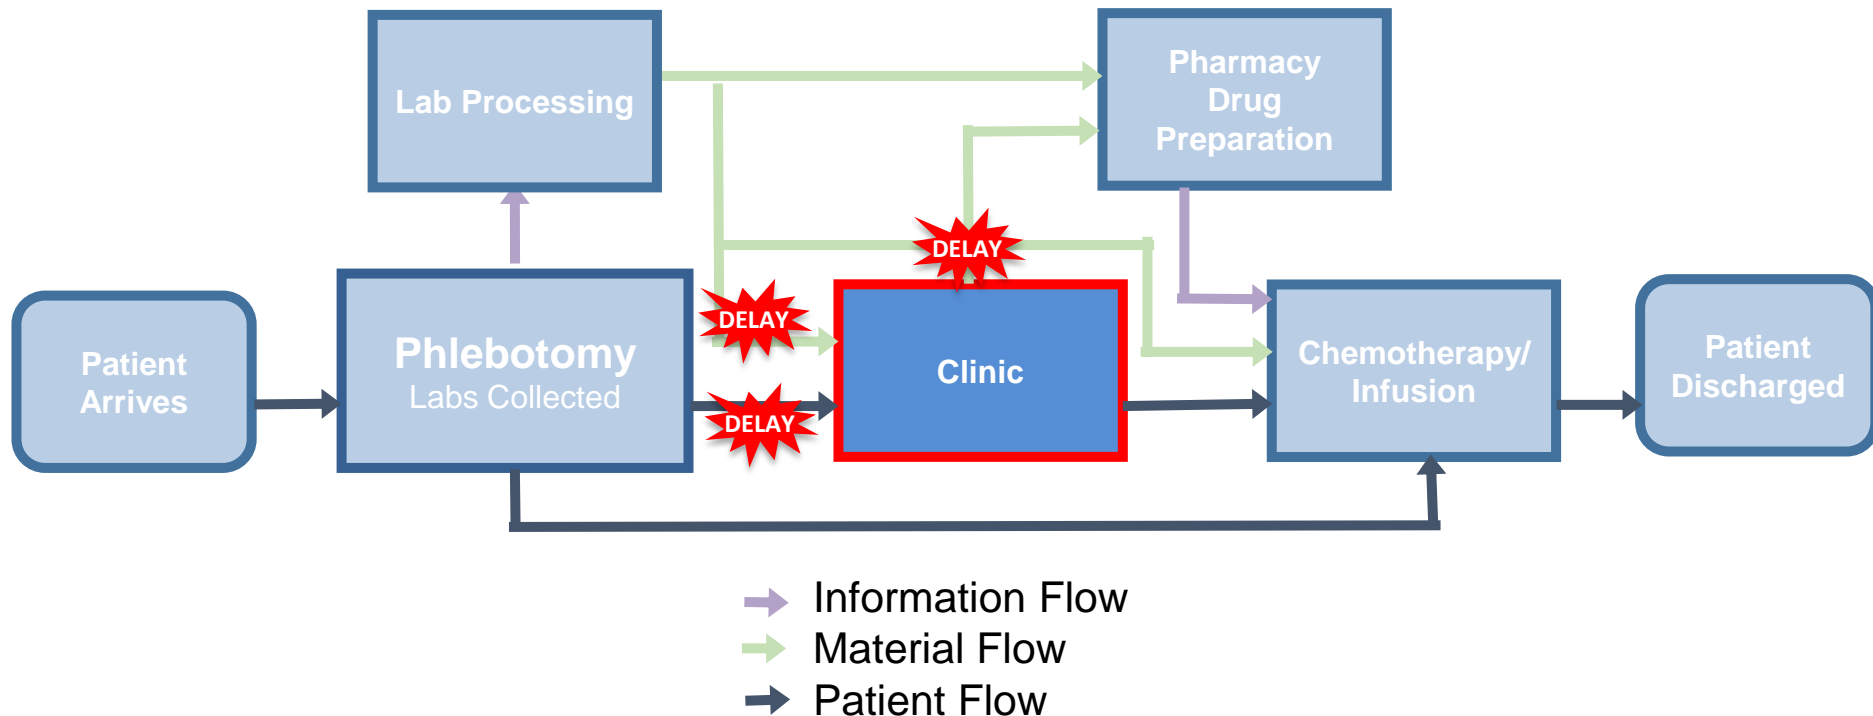 Lab Processing
Pharmacy
Drug
Preparation
DELAY
DELAY
Patient
Arrives
Phlebotomy
Labs Collected
DELAY
Clinic
Chemotherapy/
Infusion
Patient
Discharged
Information Flow
Material Flow
Patient Flow